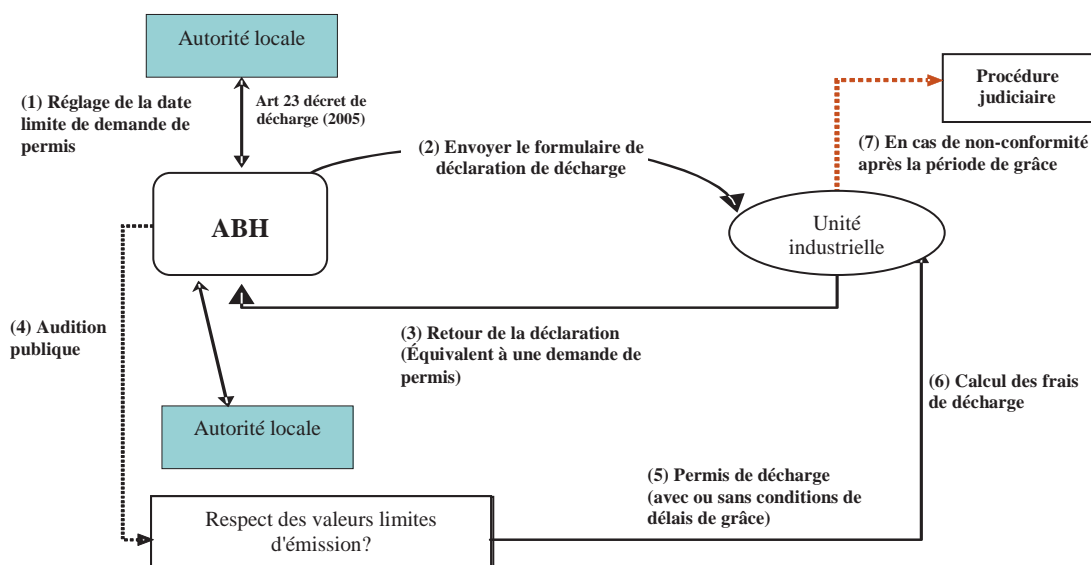 Autorité locale
(1) Réglage de la date
limite de demande de
permis
Art 23 décret de
décharge (2005)
(2) Envoyer le formulaire de
déclaration de décharge
Procédure
judiciaire
(7) En cas de non-conformité
après la période de grâce
ABH
Unité
industrielle
(3) Retour de la déclaration
(Équivalent à une demande de
permis)
(4) Audition
publique
Autorité locale
(6) Calcul des frais
de décharge
(5) Permis de décharge
(avec ou sans conditions de
délais de grâce)
Respect des valeurs limites
d'émission?